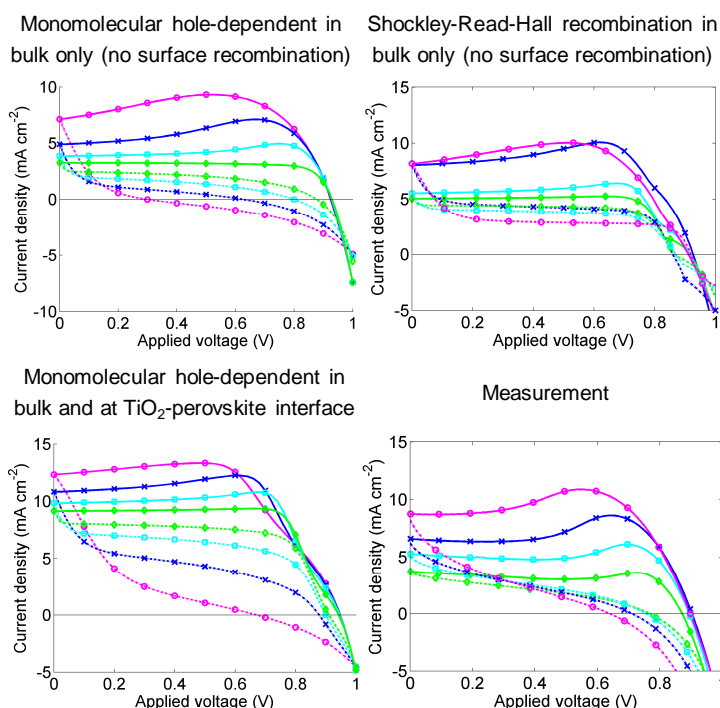 Monomolecular hole-dependent in
bulk only (no surface recombination)
Shockley-Read-Hall recombination in
bulk only (no surface recombination)
10
5
0
-5
-10
Current density (mA cm-2)
0
0.2
0.4
0.6
0.8
1
Applied voltage (V)
15
10
5
0
-5
Current density (mA cm-2)
0
0.2
0.4
0.6
0.8
1
Applied voltage (V)
Monomolecular hole-dependent in
bulk and at TiO2-perovskite interface
Measurement
15
10
5
0
-5
Current density (mA cm-2)
0
0.2
0.4
0.6
0.8
1
Applied voltage (V)
15
10
5
0
-5
Current density (mA cm-2)
0
0.2
0.4
0.6
0.8
1
Applied voltage (V)